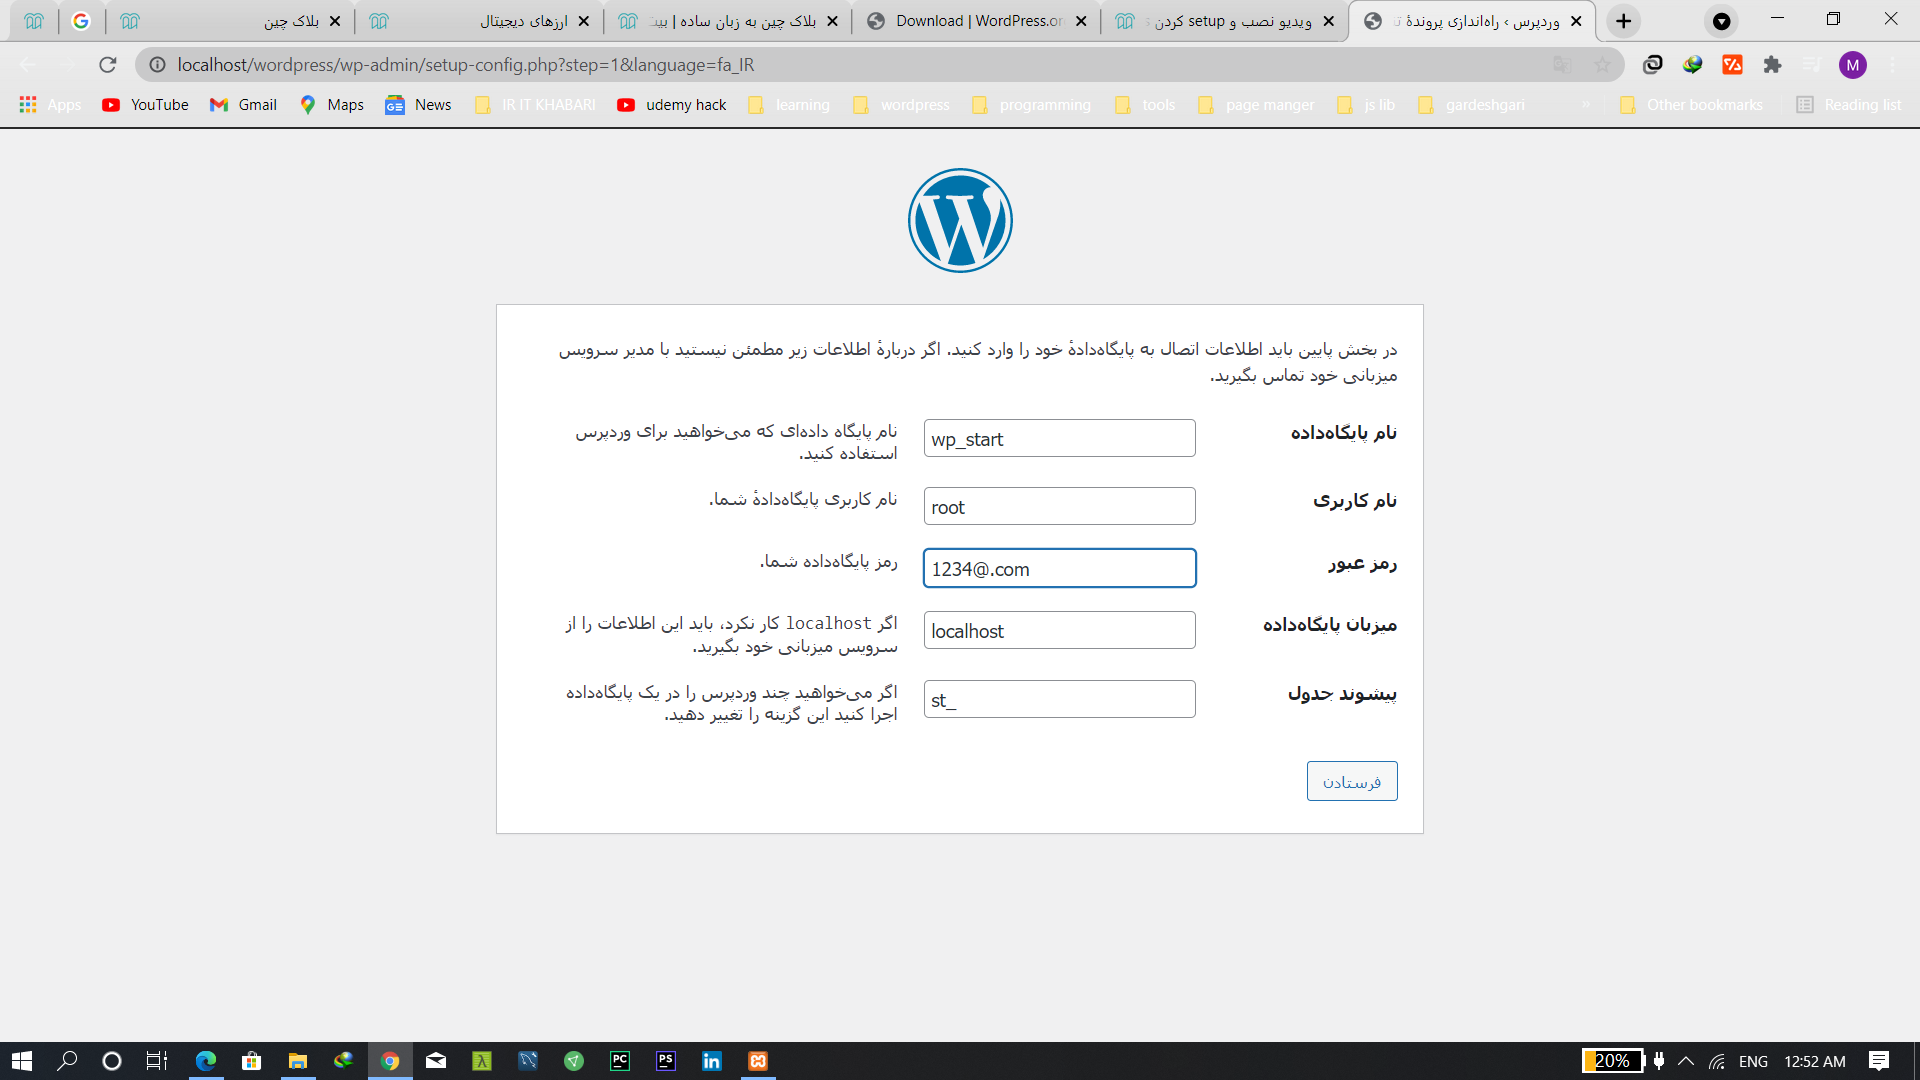 بلاک چین
ارزهای دیجیتال
بلاک چین به زبان ساده | بیت
Download | WordPress.or
ویدیو نصب و setup کردن
وردپرس › راه‌اندازی پروندهٔ
localhost/wordpress/wp-admin/setup-config.php?step=1&language=fa_IR
M
Apps
YouTube
Gmail
Maps
News
IR IT KHABARI
udemy hack
learning
wordpress
programming
tools
page manger
js lib
gardeshgari
»
Other bookmarks
Reading list
در بخش پایین باید اطلاعات اتصال به پایگاه‌دادهٔ خود را وارد کنید. اگر دربارهٔ اطلاعات زیر مطمئن نیستید با مدیر سرویس
میزبانی خود تماس بگیرید.
نام پایگاه‌داده
wp_start
نام پایگاه داده‌ای که می‌خواهید برای وردپرس
استفاده کنید.
نام کاربری
root
نام کاربری پایگاه‌دادهٔ شما.
رمز عبور
1234@.com
رمز پایگاه‌داده شما.
میزبان پایگاه‌داده
localhost
اگر localhost کار نکرد، باید این اطلاعات را از
سرویس میزبانی خود بگیرید.
پیشوند جدول
st_
اگر می‌خواهید چند وردپرس را در یک پایگاه‌داده
اجرا کنید این گزینه را تغییر دهید.
فرستادن
PC
PS
in
20%
ENG
12:52 AM